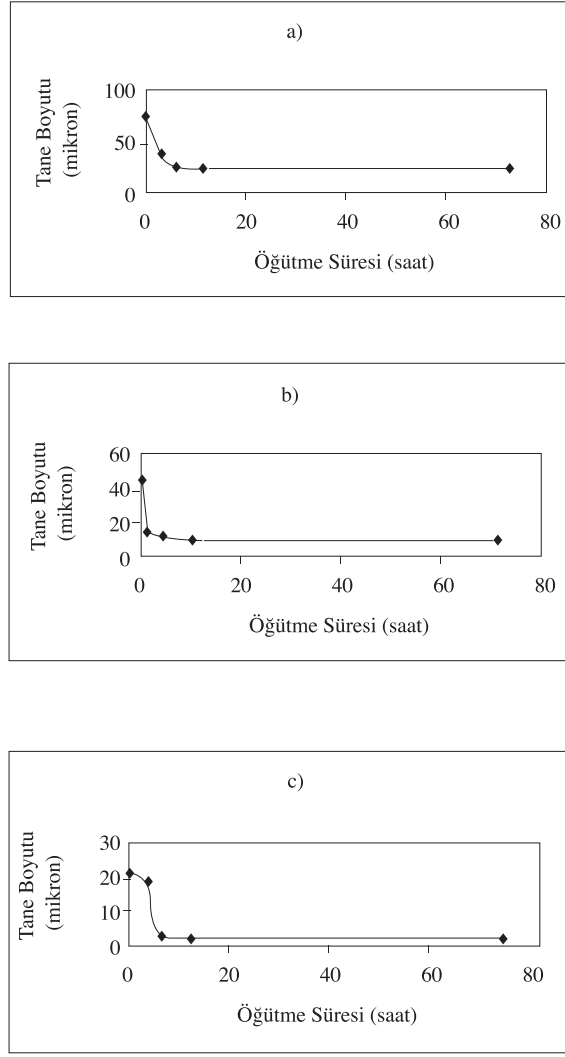 a)
Tane Boyutu
(mikron)
100
50
0
0 20 40 60 80
Öğütme Süresi (saat)
b)
Tane Boyutu
(mikron)
60
40
20
0
0 20 40 60 80
Öğütme Süresi (saat)
c)
Tane Boyutu
(mikron)
30
20
10
0
0 20 40 60 80
Öğütme Süresi (saat)